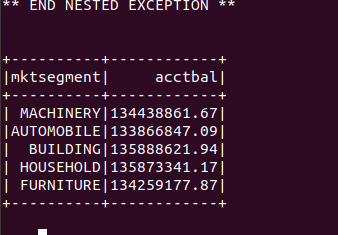 ** END NESTED EXCEPTION **
+----------+------------+
|mktsegment|     acctbal|
+----------+------------+
| MACHINERY|134438861.67|
|AUTOMOBILE|133866847.09|
|  BUILDING|135888621.94|
| HOUSEHOLD|135873341.17|
| FURNITURE|134259177.87|
+----------+------------+